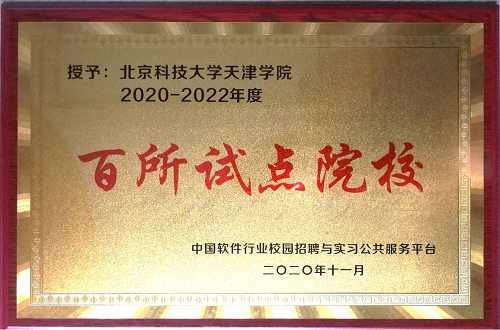 授予：北京科技大学天津学院
2020-2022年度
百所试点院校
中国软件行业校园招聘与实习公共服务平台
二〇二〇年十一月